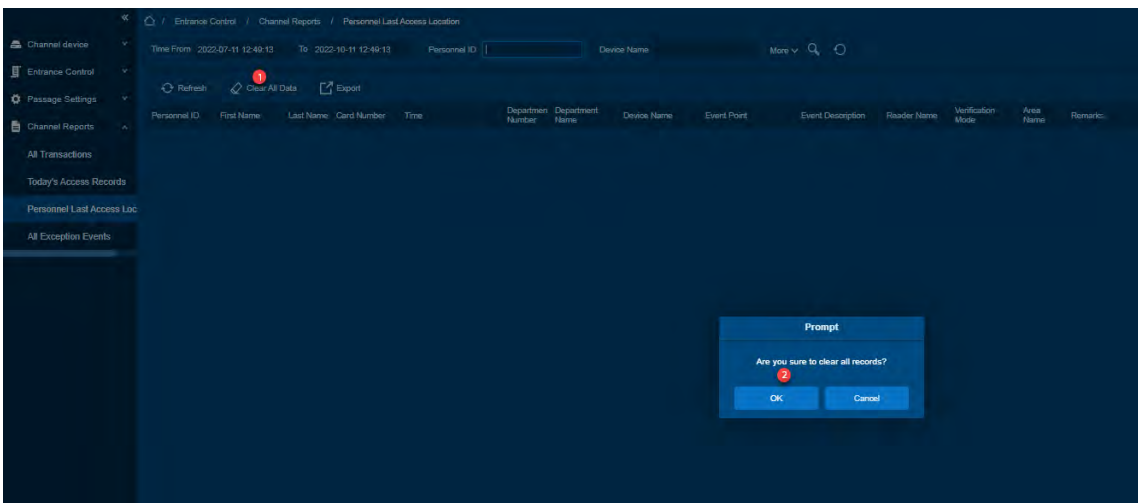 «
/ Entrance Control / Channel Reports / Personnel Last Access Location
Channel device
Entrance Control
Passage Settings
Channel Reports
All Transactions
Today's Access Records
Personnel Last Access Loc
All Exception Events
Time From 2022-07-11 12:49:13 To 2022-10-11 12:49:13 Personnel ID Device Name More
1
Refresh Clear All Data Export
Personnel ID First Name Last Name Card Number Time Departmen Number Department Name Device Name Event Point Event Description Reader Name Verification Mode Area Name Remark
Prompt
Are you sure to clear all records?
2
OK Cancel